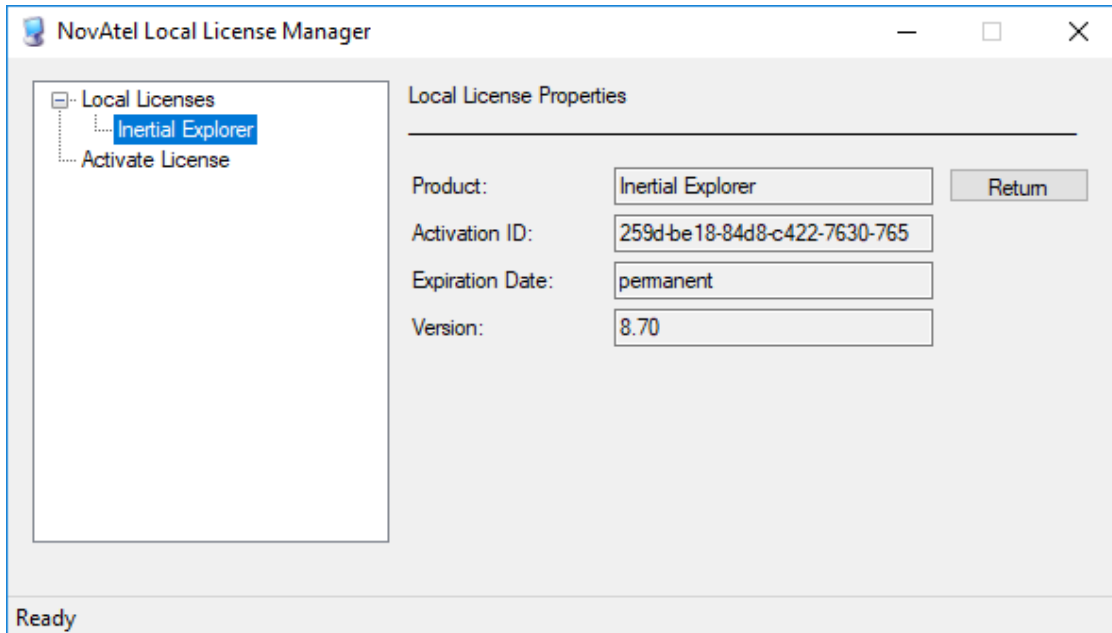 NovAtel Local License Manager
Local Licenses
Inertial Explorer
Activate License
Local License Properties
Product: Inertial Explorer Return
Activation ID: 259d-be18-84d8-c422-7630-765
Expiration Date: permanent
Version: 8.70
Ready